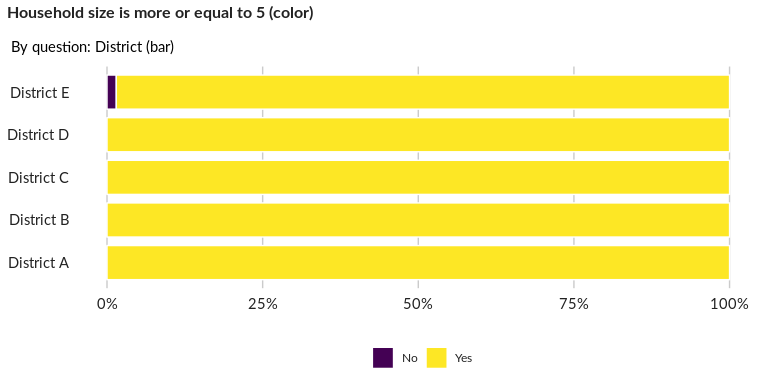 Household size is more or equal to 5 (color)
By question: District (bar)
District E
District D
District C
District B
District A
0% 25% 50% 75% 100%
No Yes